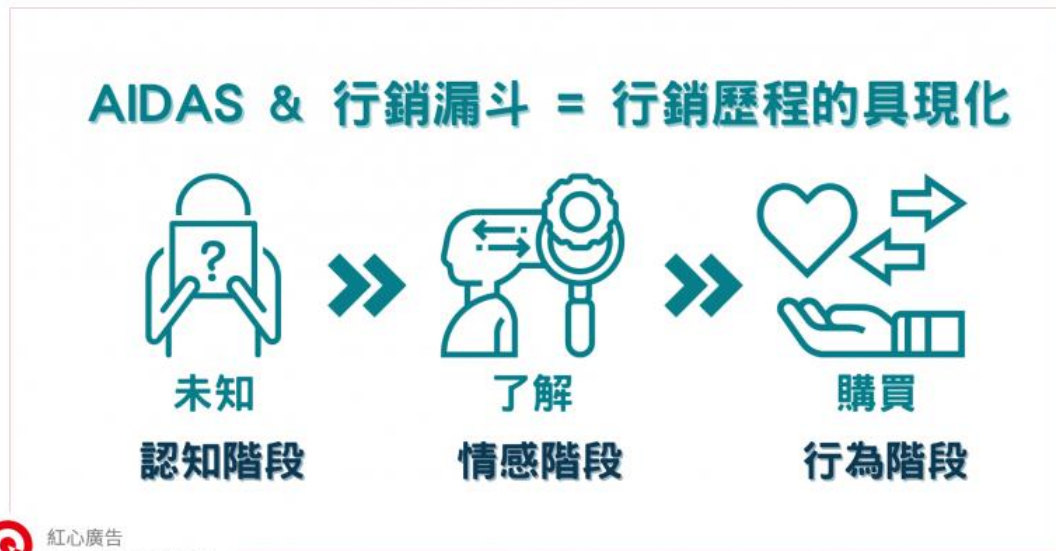 AIDAS & 行銷漏斗 = 行銷歷程的具現化
?
未知
了解
購買
認知階段
情感階段
行為階段
紅心廣告